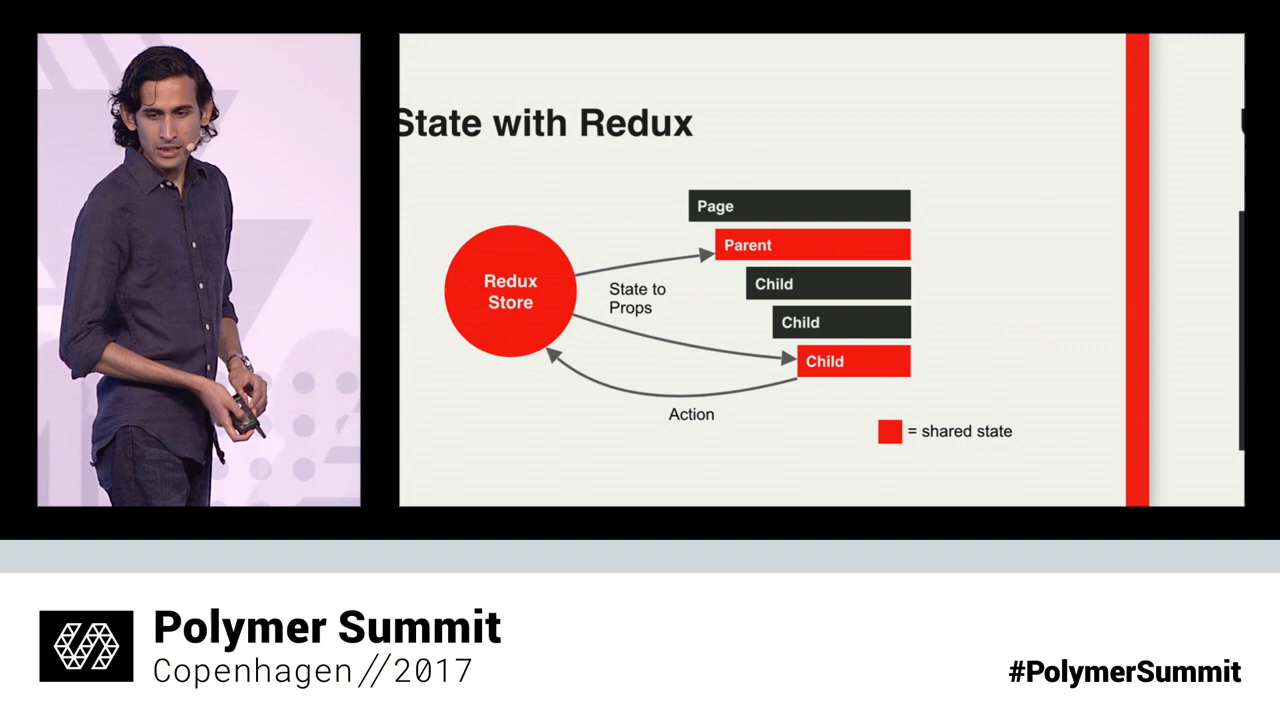 State with Redux
Page
Parent
Redux
Store
State to
Props
Child
Child
Child
Action
= shared state
Polymer Summit
Copenhagen//2017
#PolymerSummit